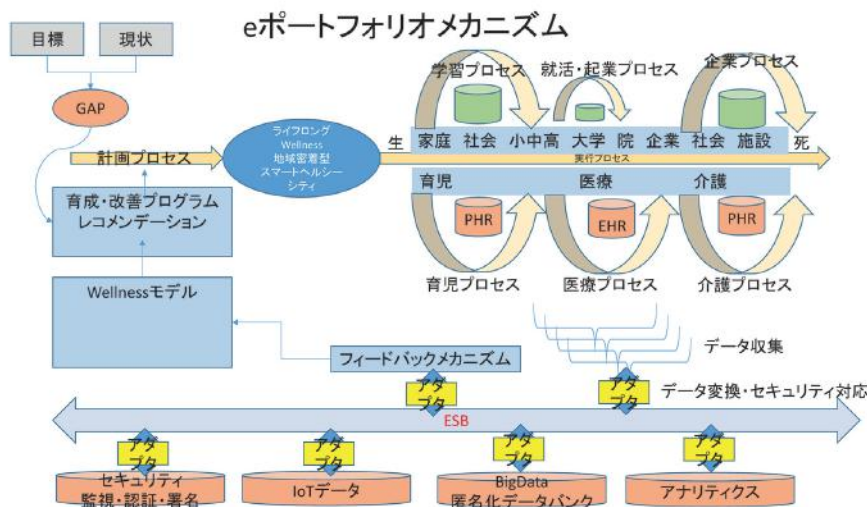 eポートフォリオメカニズム
目標
現状
GAP
計画プロセス
育成・改善プログラム
レコメンデーション
Wellnessモデル
ライフロング
Wellness
地域密着型
スマートヘルシー
シティ
学習プロセス
就活・起業プロセス
企業プロセス
生 家庭 社会 小中高 大学 院 企業 社会 施設 死
実行プロセス
育児 医療 介護
PHR
EHR
PHR
育児プロセス
医療プロセス
介護プロセス
データ収集
フィードバックメカニズム
アダ
プタ
アダ
プタ
データ変換・セキュリティ対応
ESB
アダ
プタ
アダ
プタ
アダ
プタ
アダ
プタ
セキュリティ
監視・認証・署名
IoTデータ
BigData
匿名化データバンク
アナリティクス